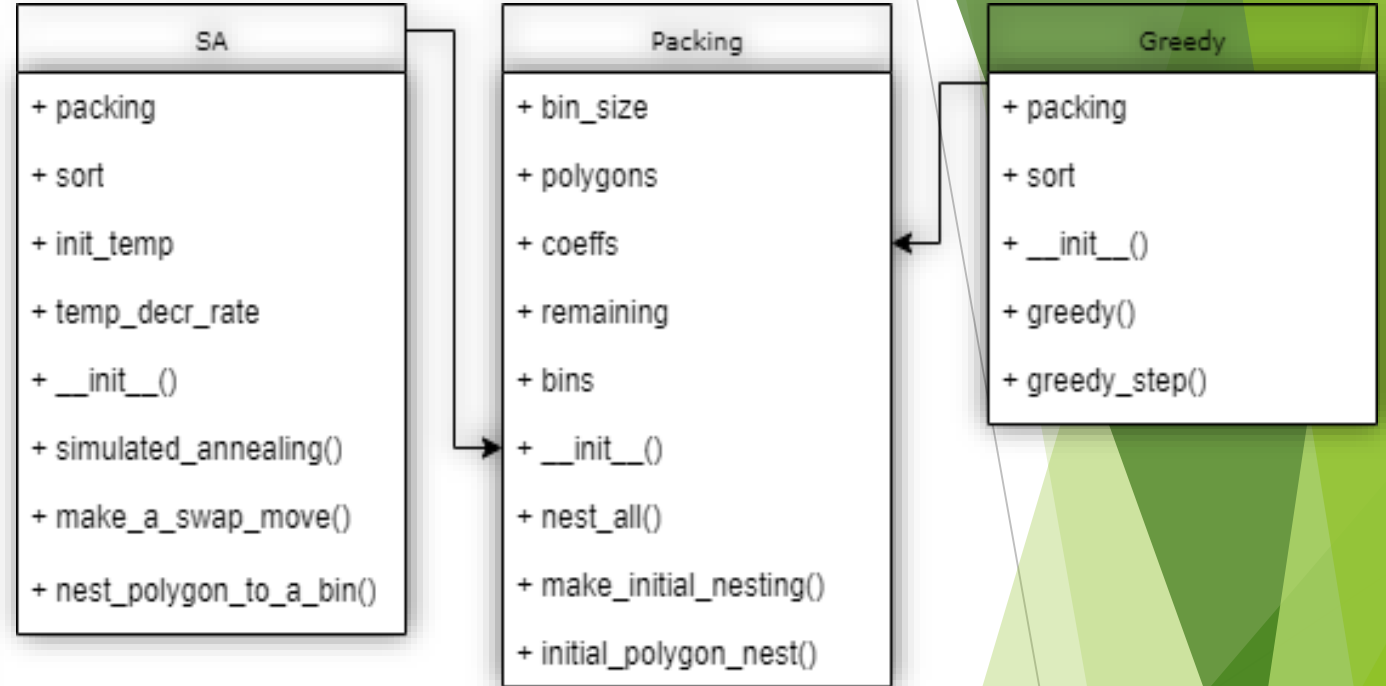 SA
+ packing
+ sort
+ init_temp
+ temp_decr_rate
+ __init__()
+ simulated_annealing()
+ make_a_swap_move()
+ nest_polygon_to_a_bin()
Packing
+ bin_size
+ polygons
+ coeffs
+ remaining
+ bins
+ __init__()
+ nest_all()
+ make_initial_nesting()
+ initial_polygon_nest()
Greedy
+ packing
+ sort
+ __init__()
+ greedy()
+ greedy_step()